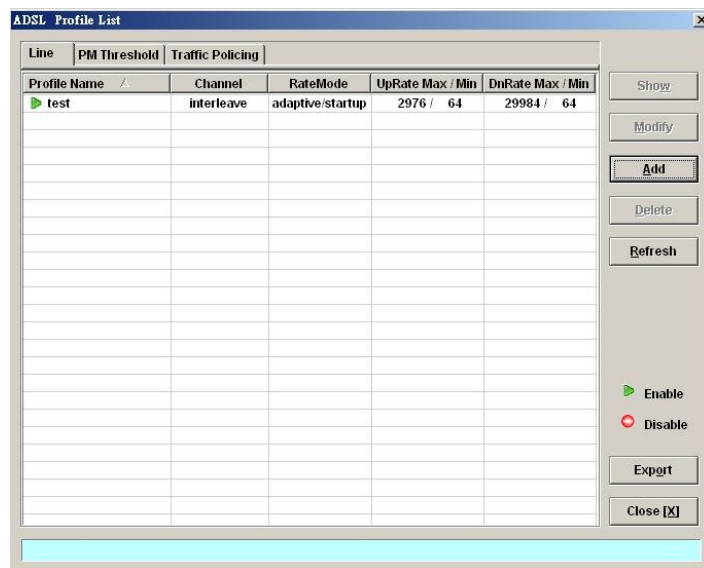 ADSL Profile List
Line PM Threshold Traffic Policing
Profile Name Channel RateMode UpRate Max / Min DnRate Max / Min
test interleave adaptive/startup 2976 / 64 29984 / 64
Show
Modify
Add
Delete
Refresh
Enable
Disable
Export
Close [X]